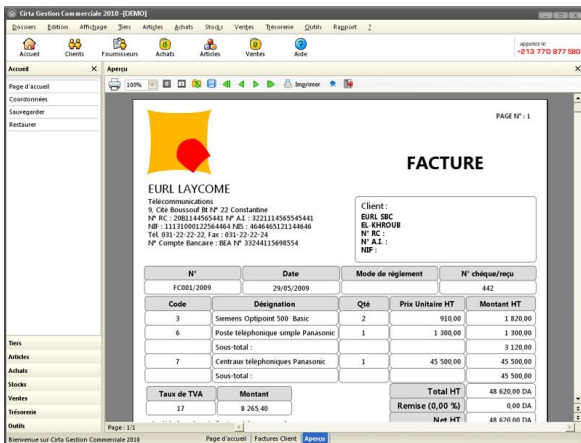 Cirta Gestion Commerciale 2010 -[DEMO]
Dossiers Edition Affichage Tiers Articles Achats Stocks Ventes Trésorerie Outils Rapport ?
Accueil Clients Fournisseurs Achats Articles Ventes Aide
appelez le
-213 770 877 580
Accueil X Aperçu
100% Imprimer
Page d'accueil
Coordonnées
Sauvegarder
Restaurer
PAGE N° : 1
FACTURE
EURL LAYCOME
Télécommunications
9, Cité Boussouf Bt N° 22 Constantine
N° RC : 20B1144565441 N° A.I. : 3221114565545441
NIF : 11131000122564464 NIS : 4646465121144646
Tél. 031-22-22-22, Fax : 031-22-22-24
N° Compte Bancaire : BEA N° 33244115698554
Client :
EURL SBC
EL-KHROUB
N° RC :
N° A.I. :
NIF :
N° Date Mode de règlement N° chèque/reçu
FC001/2009 29/05/2009 442
Code Désignation Qté Prix Unitaire HT Montant HT
3 Siemens Optipoint 500 Basic 2 910,00 1 820,00
6 Poste téléphonique simple Panasonic 1 1 300,00 1 300,00
Sous-total : 3 120,00
7 Centraux téléphoniques Panasonic 1 45 500,00 45 500,00
Sous-total : 45 500,00
Taux de TVA Montant
17 8 265,40
Total HT 48 620,00 DA
Remise (0,00 %) 0,00 DA
Net HT 48 620,00 DA
Tiers
Articles
Achats
Stocks
Ventes
Trésorerie
Outils
Page : 1/1
Bienvenue sur Cirta Gestion Commerciale 2010 Page d'accueil Factures Client Aperçu